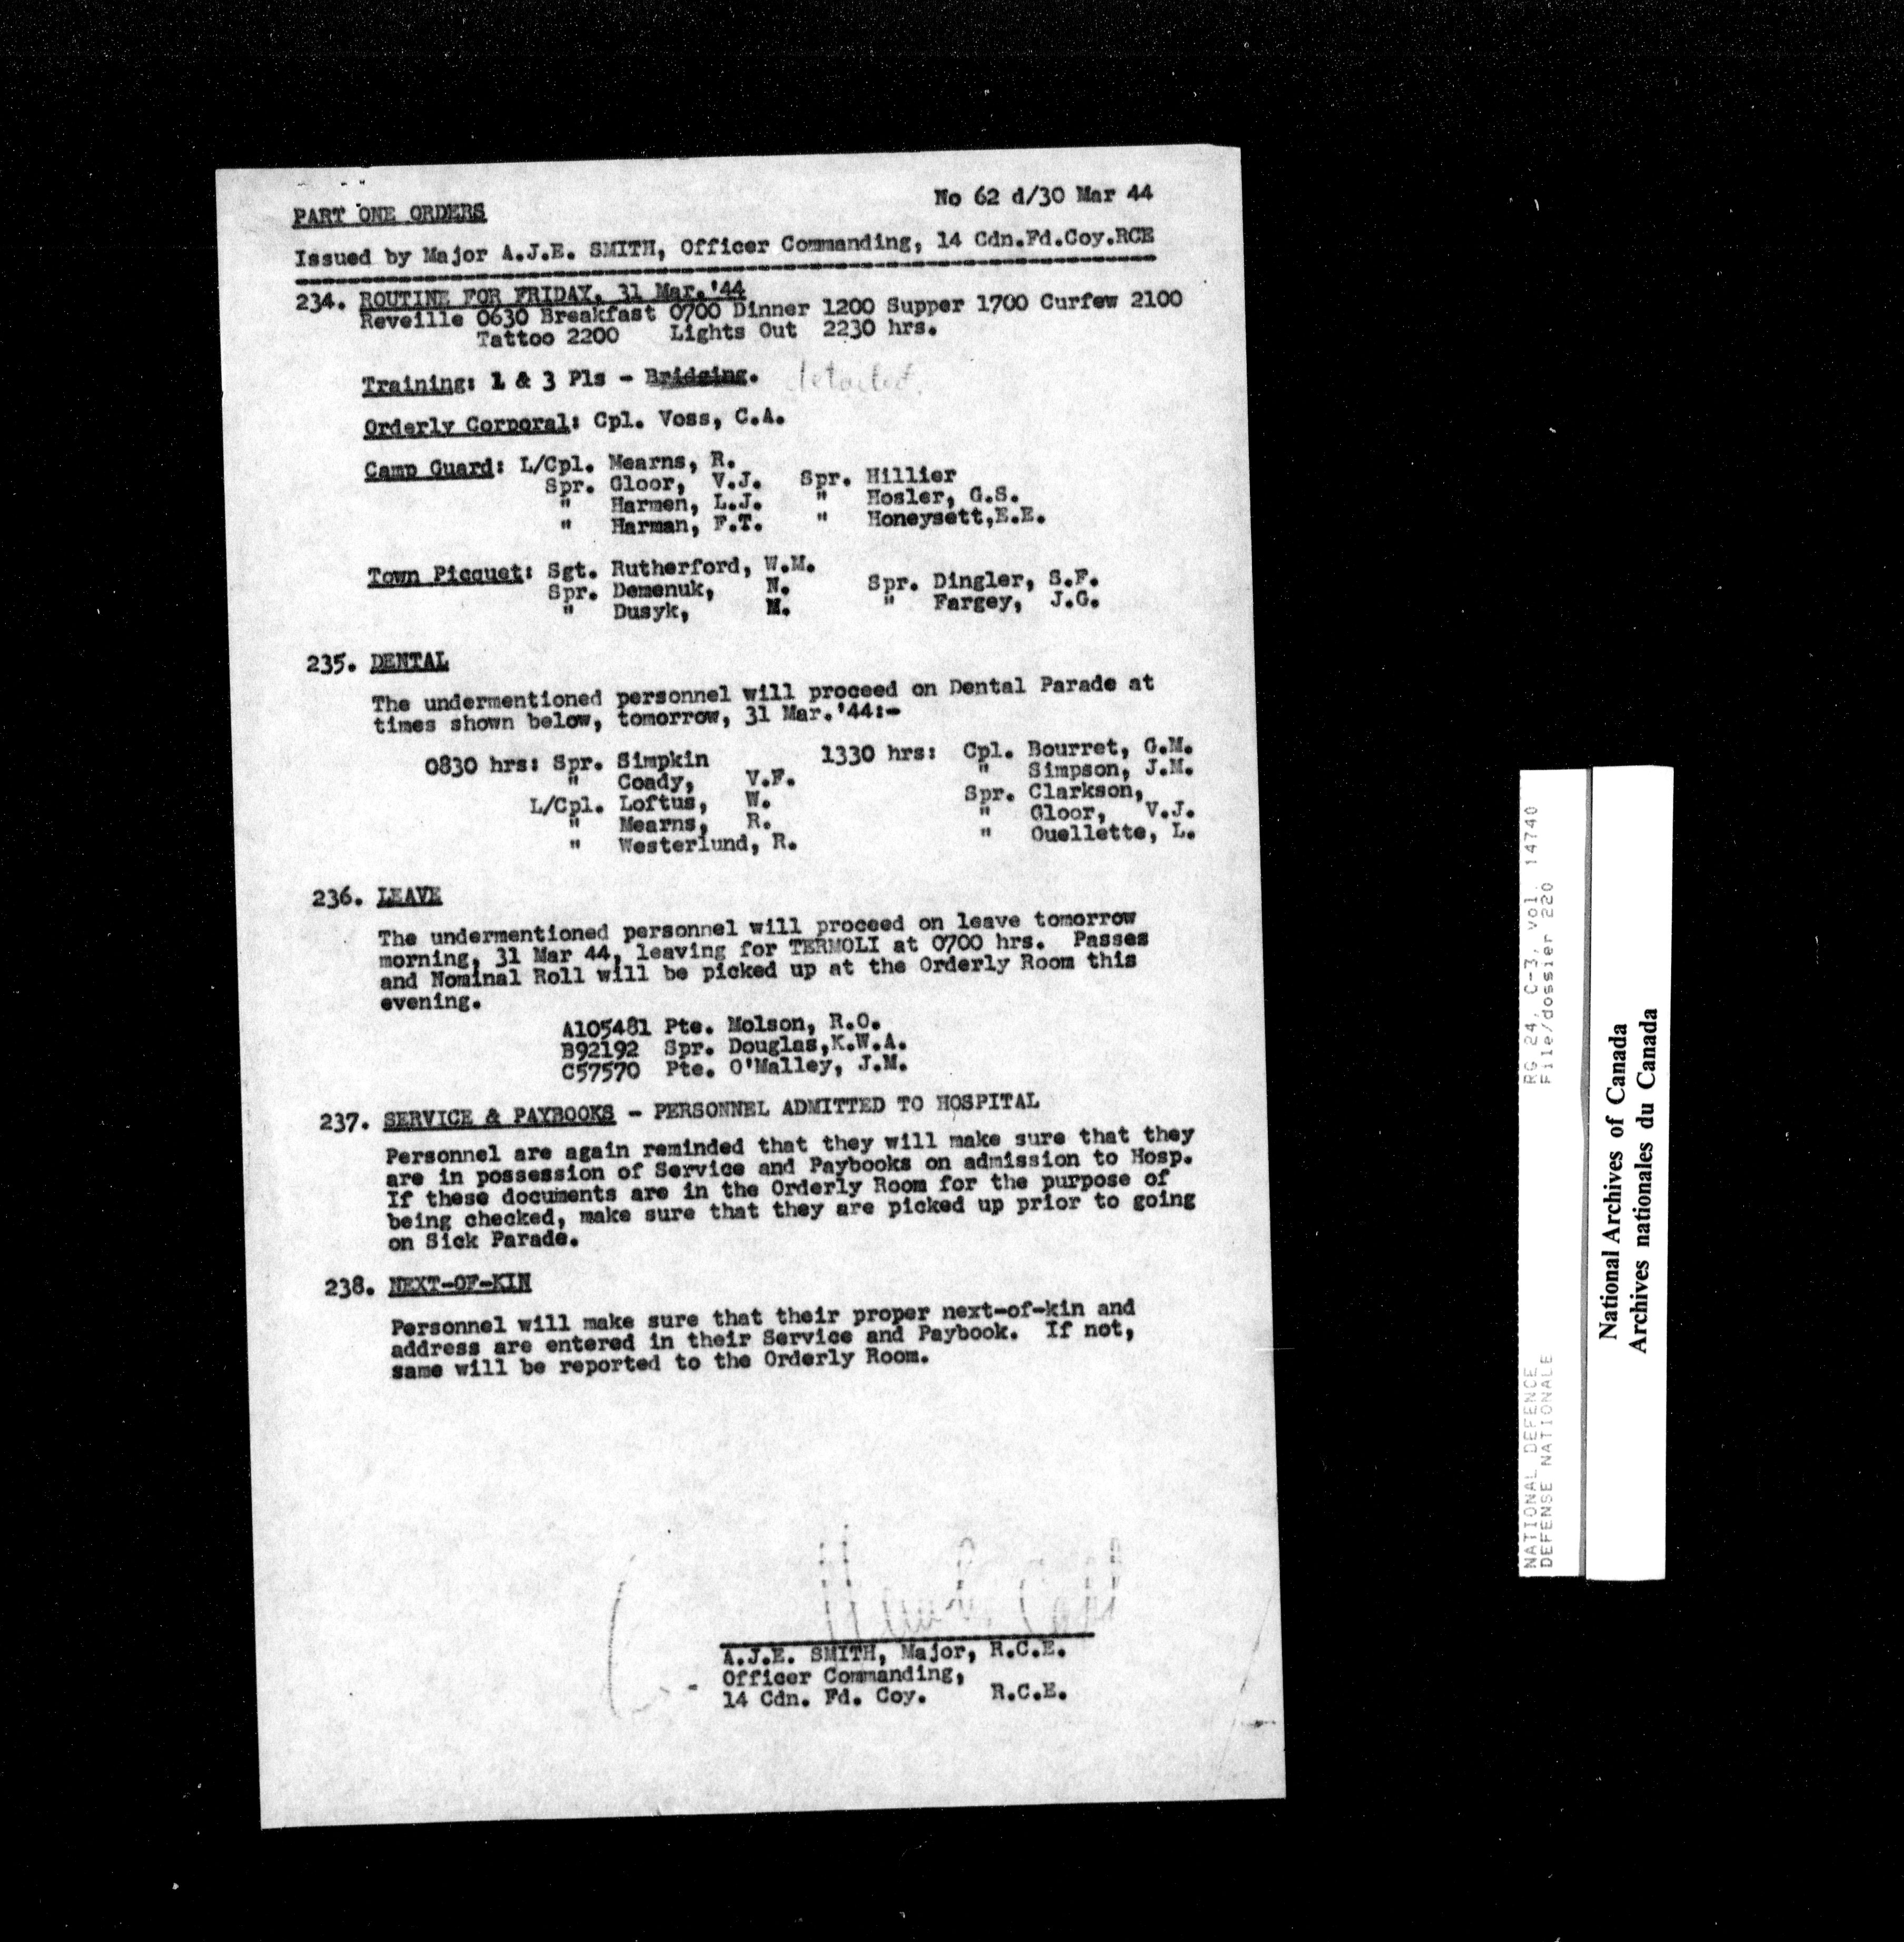 PART ONE ORDERS
No 62 d/30 Mar 44
Issued by Major A.J.E. SMITH, Officer Commanding, 14 Cdn.Fd.Coy.RCE
234. ROUTINE FOR FRIDAY, 31 Mar.'44
Reveille 0630 Breakfast 0700 Dinner 1200 Supper 1700 Curfew 2100
Tattoo 2200 Lights Out 2230 hrs.
Training: 1 & 3 Pls - Bridging. detailed.
Orderly Corporal: Cpl. Voss, C.A.
Camp Guard: L/Cpl. Mearns, R.
Spr. Gloor, V.J. Spr. Hillier
" Harmen, L.J. " Hosler, G.S.
" Harman, F.T. " Honeysett,E.E.
Town Picquet: Sgt. Rutherford, W.M.
Spr. Demenuk, N. Spr. Dingler, S.F.
" Dusyk, M. " Fargey, J.G.
235. DENTAL
The undermentioned personnel will proceed on Dental Parade at
times shown below, tomorrow, 31 Mar.'44:-
0830 hrs: Spr. Simpkin 1330 hrs: Cpl. Bourret, G.M.
" Coady, V.F. " Simpson, J.M.
L/Cpl. Loftus, W. Spr. Clarkson,
" Mearns, R. " Gloor, V.J.
" Westerlund, R. " Ouellette, L.
236. LEAVE
The undermentioned personnel will proceed on leave tomorrow
morning, 31 Mar 44, leaving for TERMOLI at 0700 hrs. Passes
and Nominal Roll will be picked up at the Orderly Room this
evening.
A105481 Pte. Molson, R.O.
B92192 Spr. Douglas,K.W.A.
C57570 Pte. O'Malley, J.M.
237. SERVICE & PAYBOOKS - PERSONNEL ADMITTED TO HOSPITAL
Personnel are again reminded that they will make sure that they
are in possession of Service and Paybooks on admission to Hosp.
If these documents are in the Orderly Room for the purpose of
being checked, make sure that they are picked up prior to going
on Sick Parade.
238. NEXT-OF-KIN
Personnel will make sure that their proper next-of-kin and
address are entered in their Service and Paybook. If not,
same will be reported to the Orderly Room.
A.J.E. SMITH, Major, R.C.E.
Officer Commanding,
14 Cdn. Fd. Coy. R.C.E.
NATIONAL DEFENCE RG 24, C-3, vol. 14740
DEFENSE NATIONALE File/dossier 220
National Archives of Canada
Archives nationales du Canada